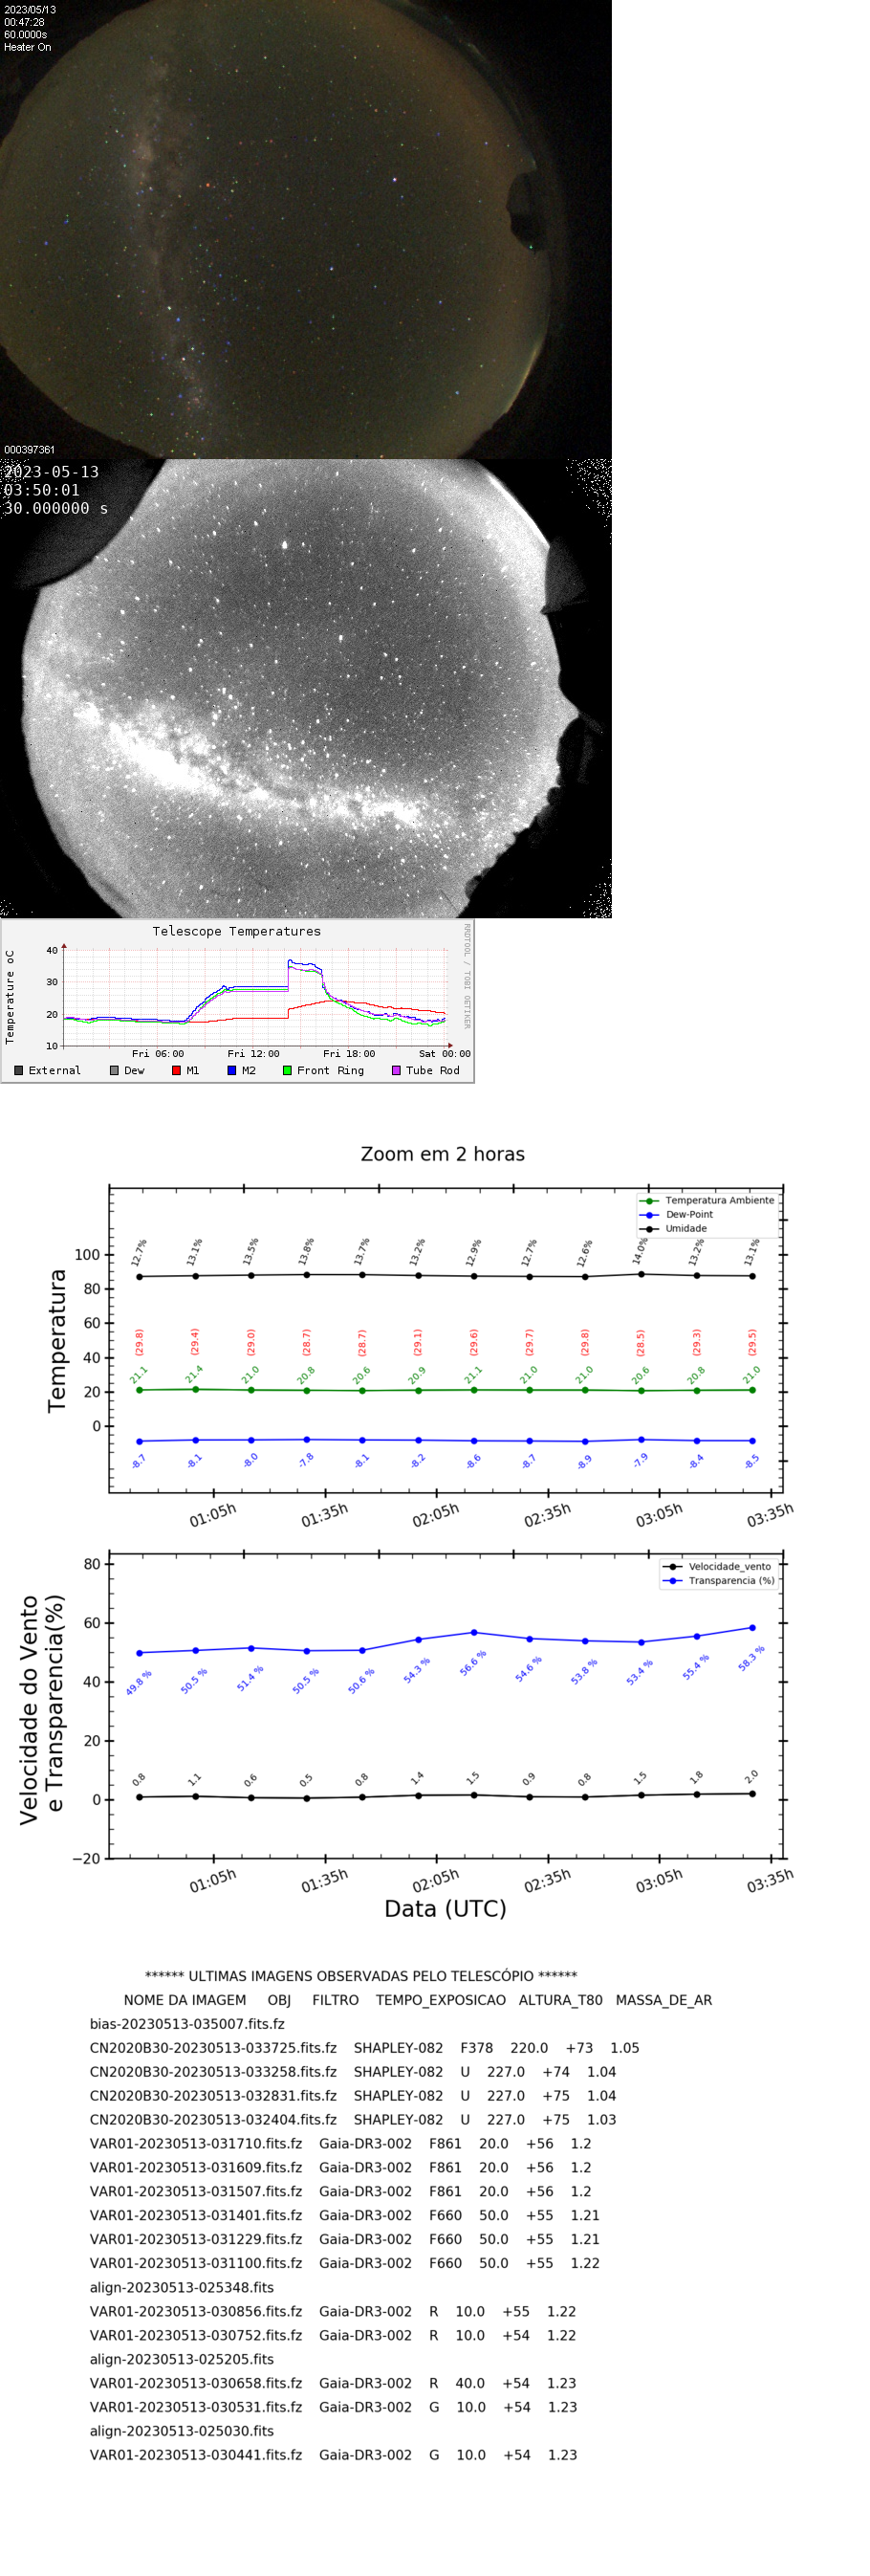 2023/05/13
00:47:28
60.0000s
Heater On
000397361
2023-05-13
03:50:01
30.000000 s
Telescope Temperatures
RRDTOOL / TOBI OETIKER
Temperature oC
40
30
20
10
Fri 06:00 Fri 12:00 Fri 18:00 Sat 00:00
External Dew M1 M2 Front Ring Tube Rod
Zoom em 2 horas
Temperatura Ambiente
Dew-Point
Umidade
Temperatura
100
80
60
40
20
0
12.7% 13.1% 13.5% 13.8% 13.7% 13.2% 12.9% 12.7% 12.6% 14.0% 13.2% 13.1%
(29.8) (29.4) (29.0) (28.7) (28.7) (29.1) (29.6) (29.7) (29.8) (28.5) (29.3) (29.5)
21.1 21.4 21.0 20.8 20.6 20.9 21.1 21.0 21.0 20.6 20.8 21.0
-8.7 -8.1 -8.0 -7.8 -8.1 -8.2 -8.6 -8.7 -8.9 -7.9 -8.4 -8.5
01:05h 01:35h 02:05h 02:35h 03:05h 03:35h
Velocidade_vento
Transparencia (%)
Velocidade do Vento
e Transparencia(%)
80
60
40
20
0
−20
49.8 % 50.5 % 51.4 % 50.5 % 50.6 % 54.3 % 56.6 % 54.6 % 53.8 % 53.4 % 55.4 % 58.3 %
0.8 1.1 0.6 0.5 0.8 1.4 1.5 0.9 0.8 1.5 1.8 2.0
01:05h 01:35h 02:05h 02:35h 03:05h 03:35h
Data (UTC)
****** ULTIMAS IMAGENS OBSERVADAS PELO TELESCÓPIO ******
NOME DA IMAGEM OBJ FILTRO TEMPO_EXPOSICAO ALTURA_T80 MASSA_DE_AR
bias-20230513-035007.fits.fz
CN2020B30-20230513-033725.fits.fz SHAPLEY-082 F378 220.0 +73 1.05
CN2020B30-20230513-033258.fits.fz SHAPLEY-082 U 227.0 +74 1.04
CN2020B30-20230513-032831.fits.fz SHAPLEY-082 U 227.0 +75 1.04
CN2020B30-20230513-032404.fits.fz SHAPLEY-082 U 227.0 +75 1.03
VAR01-20230513-031710.fits.fz Gaia-DR3-002 F861 20.0 +56 1.2
VAR01-20230513-031609.fits.fz Gaia-DR3-002 F861 20.0 +56 1.2
VAR01-20230513-031507.fits.fz Gaia-DR3-002 F861 20.0 +56 1.2
VAR01-20230513-031401.fits.fz Gaia-DR3-002 F660 50.0 +55 1.21
VAR01-20230513-031229.fits.fz Gaia-DR3-002 F660 50.0 +55 1.21
VAR01-20230513-031100.fits.fz Gaia-DR3-002 F660 50.0 +55 1.22
align-20230513-025348.fits
VAR01-20230513-030856.fits.fz Gaia-DR3-002 R 10.0 +55 1.22
VAR01-20230513-030752.fits.fz Gaia-DR3-002 R 10.0 +54 1.22
align-20230513-025205.fits
VAR01-20230513-030658.fits.fz Gaia-DR3-002 R 40.0 +54 1.23
VAR01-20230513-030531.fits.fz Gaia-DR3-002 G 10.0 +54 1.23
align-20230513-025030.fits
VAR01-20230513-030441.fits.fz Gaia-DR3-002 G 10.0 +54 1.23